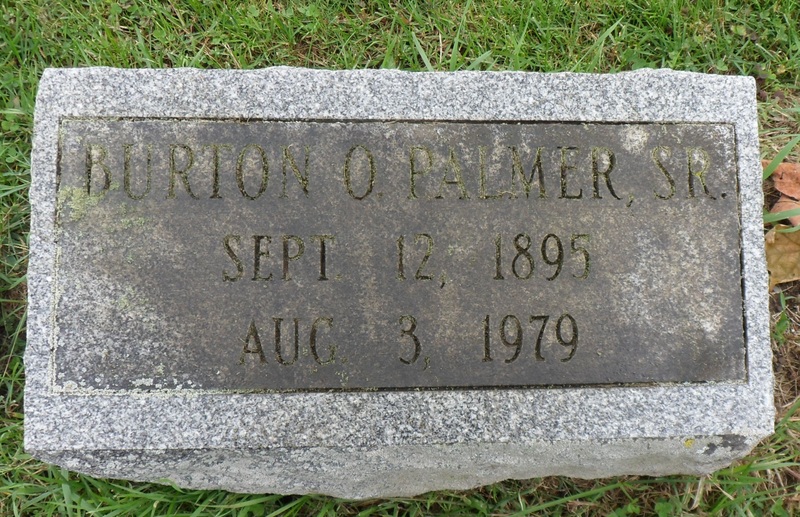 BURTON O. PALMER, SR.
SEPT. 12, 1895
AUG. 3, 1979